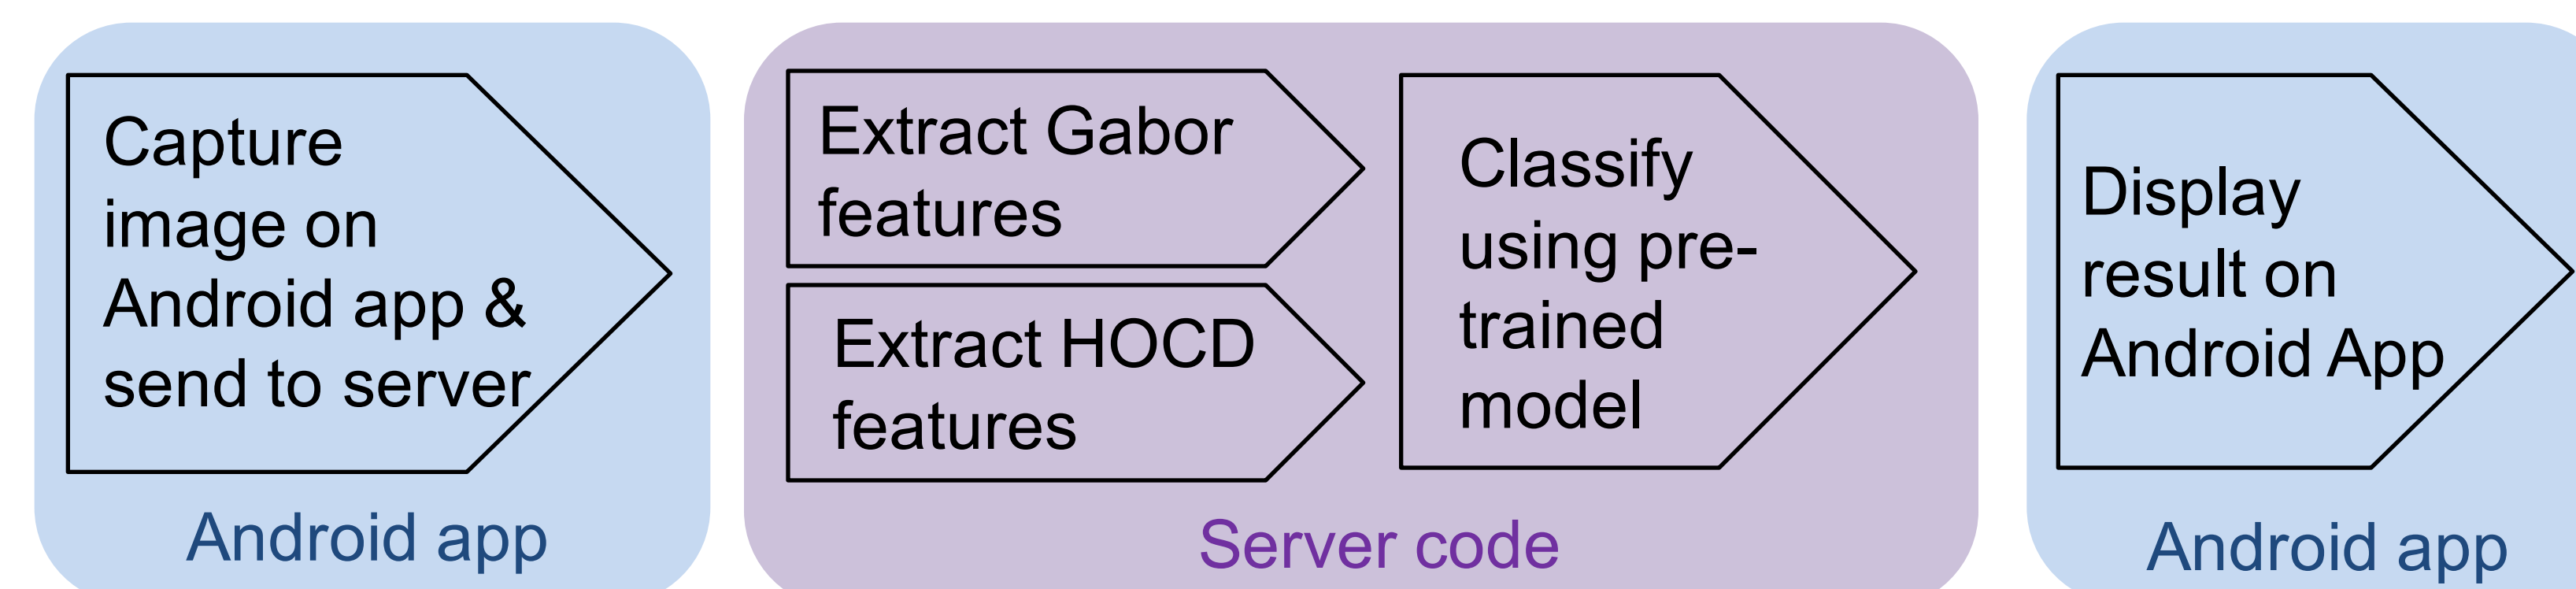 Capture
image on
Android app &
send to server
Android app
Extract Gabor
features
Extract HOCD
features
Classify
using pre-
trained
model
Server code
Display
result on
Android App
Android app